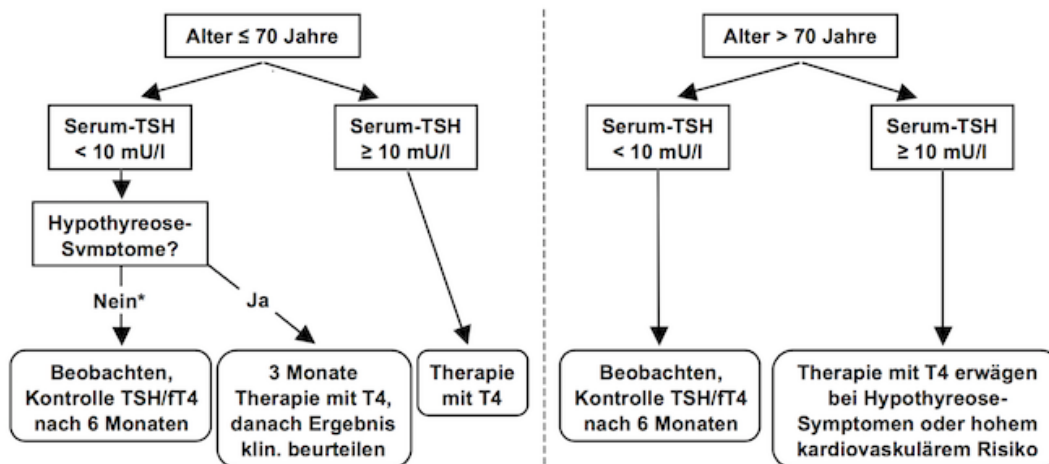 Alter ≤ 70 Jahre
Serum-TSH
< 10 mU/l
Serum-TSH
≥ 10 mU/l
Hypothyreose-
Symptome?
Nein*
Ja
Beobachten,
Kontrolle TSH/fT4
nach 6 Monaten
3 Monate
Therapie mit T4,
danach Ergebnis
klin. beurteilen
Therapie
mit T4
Alter > 70 Jahre
Serum-TSH
< 10 mU/l
Serum-TSH
≥ 10 mU/l
Beobachten,
Kontrolle TSH/fT4
nach 6 Monaten
Therapie mit T4 erwägen
bei Hypothyreose-
Symptomen oder hohem
kardiovaskulärem Risiko